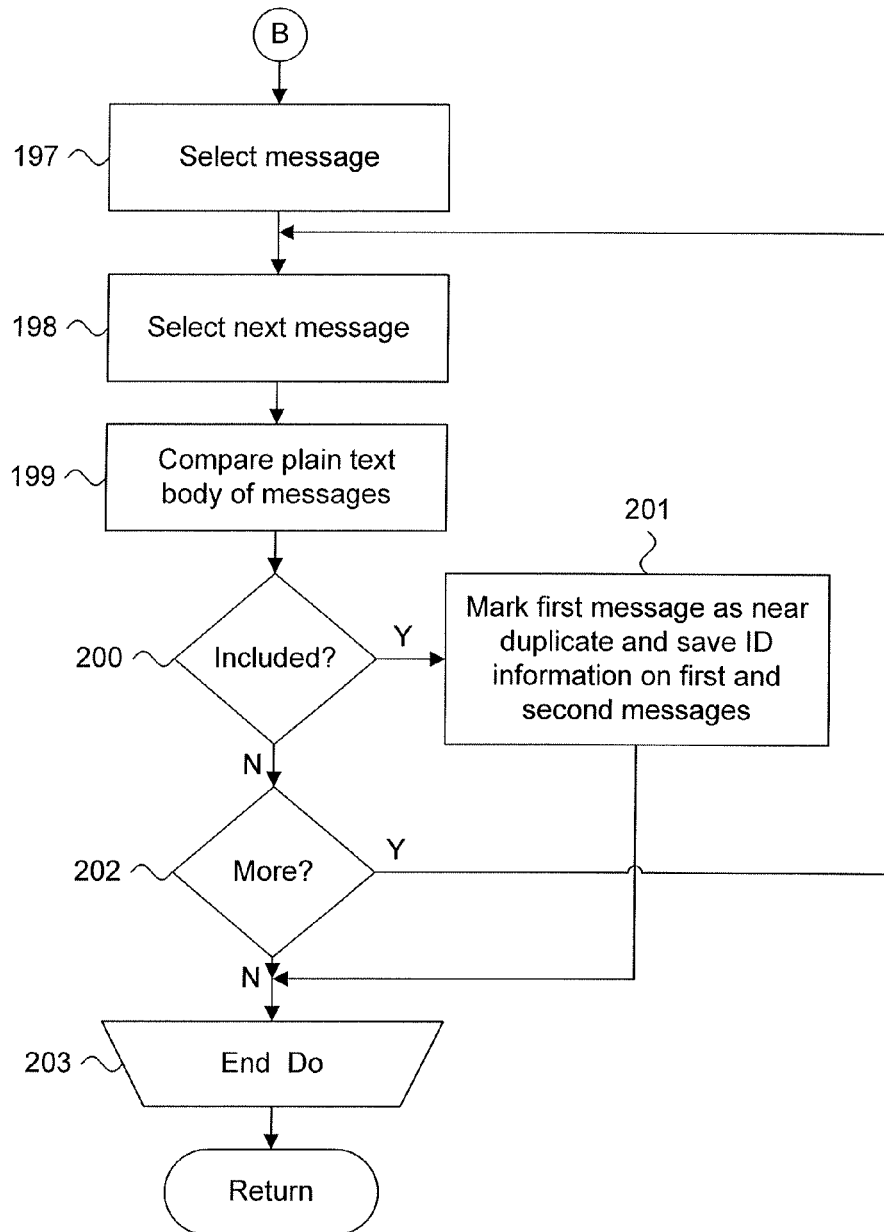 B
197
Select message
198
Select next message
199
Compare plain text
body of messages
201
Mark first message as near
duplicate and save ID
information on first and
second messages
200
Included?
Y
N
202
More?
Y
N
203
End Do
Return